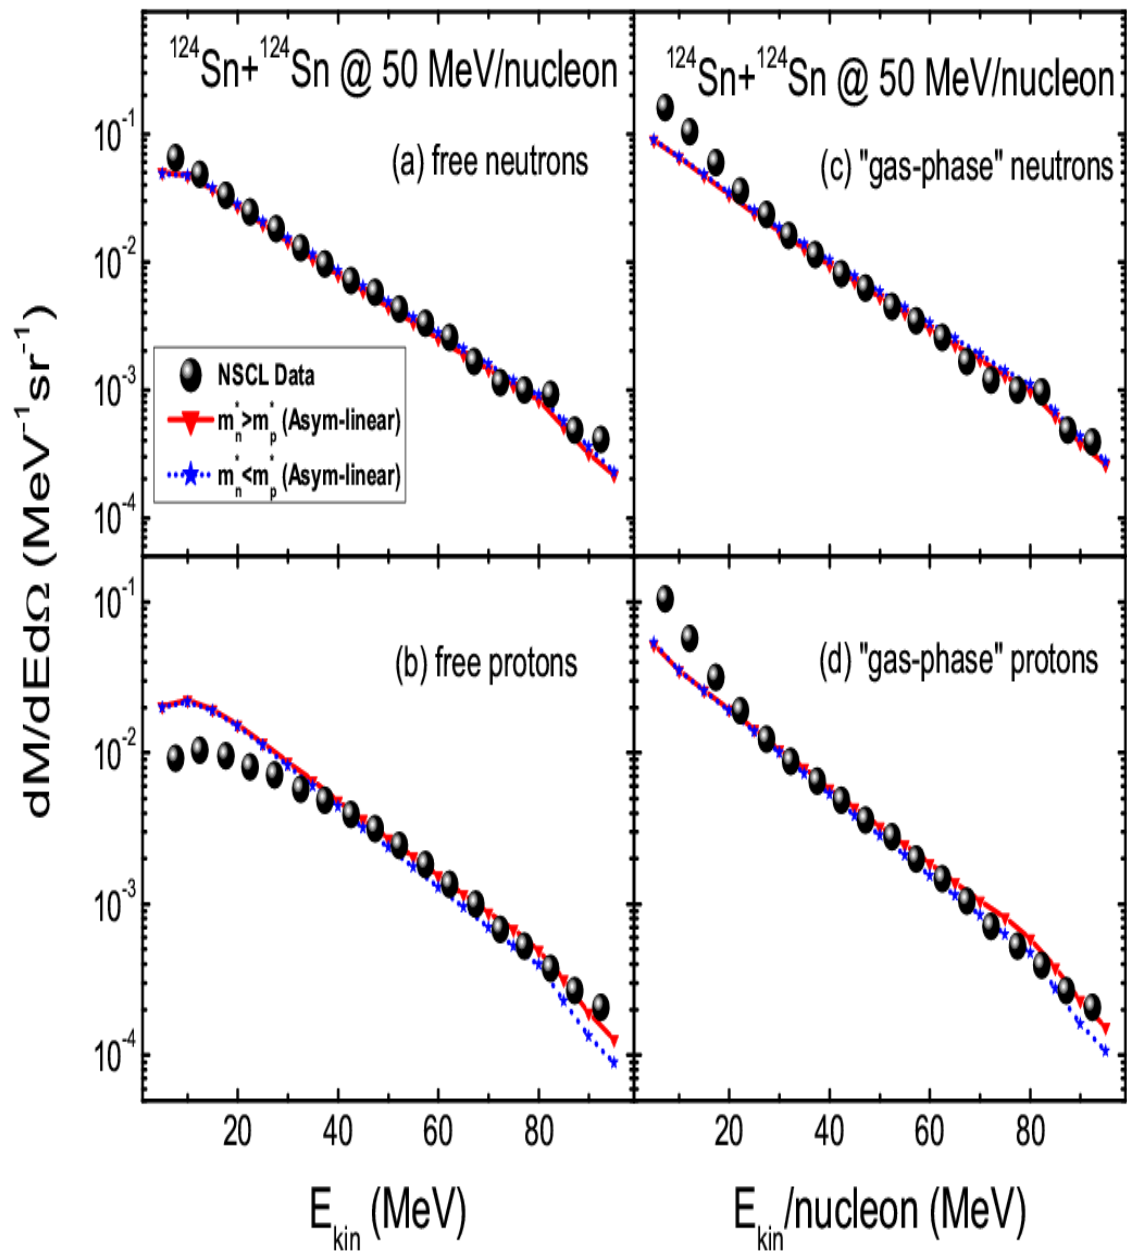 ¹²⁴Sn+¹²⁴Sn @ 50 MeV/nucleon
(a) free neutrons
10⁻¹
10⁻²
10⁻³
10⁻⁴
NSCL Data
m*ₙ>m*ₚ (Asym-linear)
m*ₙ<m*ₚ (Asym-linear)
¹²⁴Sn+¹²⁴Sn @ 50 MeV/nucleon
(c) "gas-phase" neutrons
dM/dEdΩ (MeV⁻¹sr⁻¹)
(b) free protons
10⁻¹
10⁻²
10⁻³
10⁻⁴
(d) "gas-phase" protons
20 40 60 80
20 40 60 80
E_kin (MeV)
E_kin/nucleon (MeV)